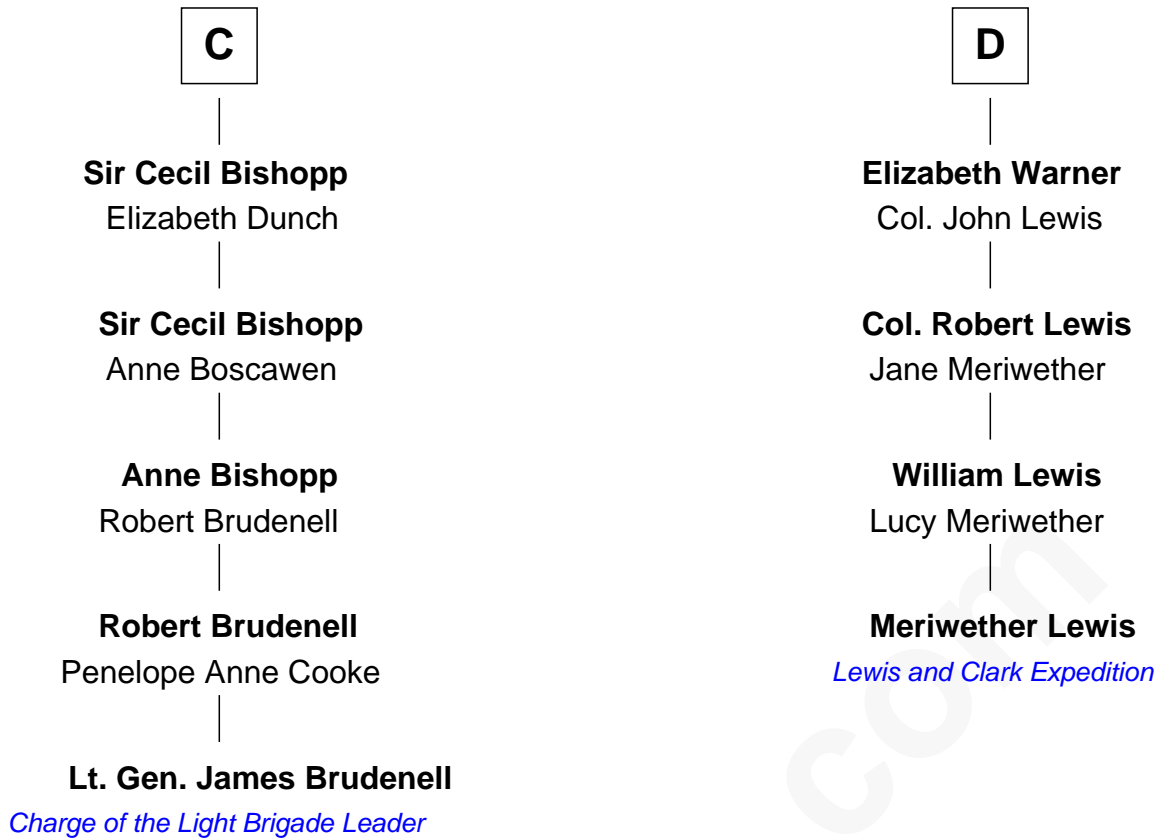 C
Sir Cecil Bishopp
Elizabeth Dunch
Sir Cecil Bishopp
Anne Boscawen
Anne Bishopp
Robert Brudenell
Robert Brudenell
Penelope Anne Cooke
Lt. Gen. James Brudenell
Charge of the Light Brigade Leader
D
Elizabeth Warner
Col. John Lewis
Col. Robert Lewis
Jane Meriwether
William Lewis
Lucy Meriwether
Meriwether Lewis
Lewis and Clark Expedition
com